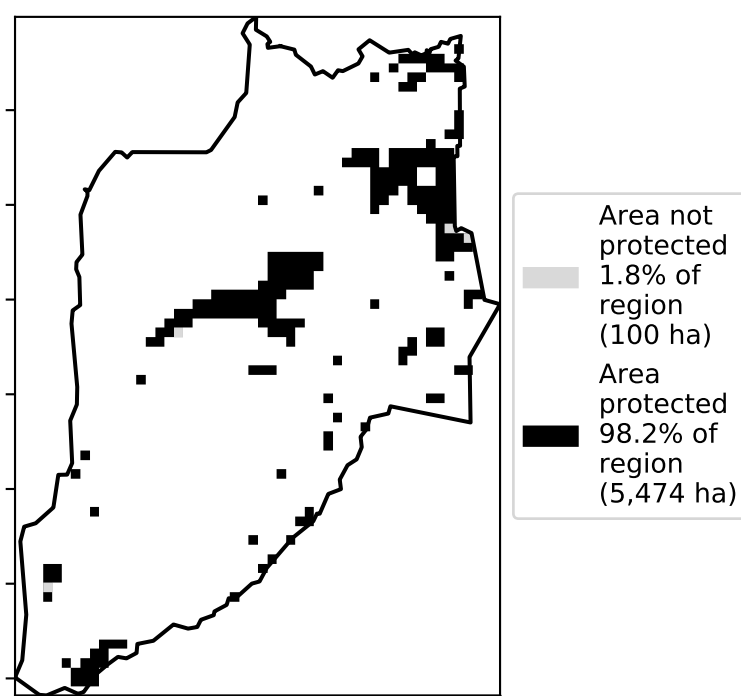 Area not
protected
1.8% of
region
(100 ha)
Area
protected
98.2% of
region
(5,474 ha)